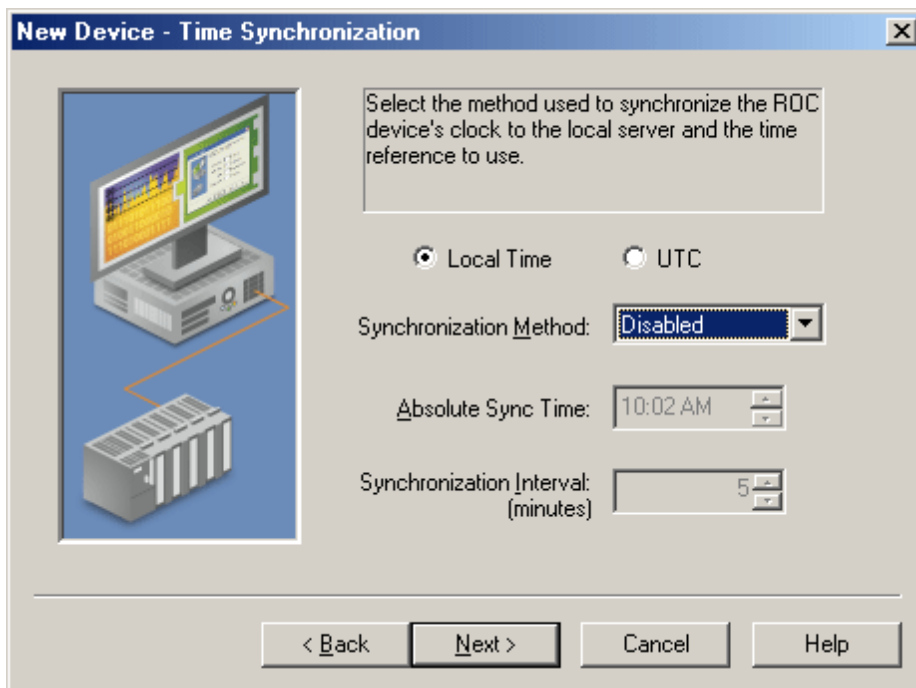 New Device - Time Synchronization
Select the method used to synchronize the ROC
device's clock to the local server and the time
reference to use.
Local Time UTC
Synchronization Method: Disabled
Absolute Sync Time: 10:02 AM
Synchronization Interval: 5
(minutes)
< Back Next > Cancel Help